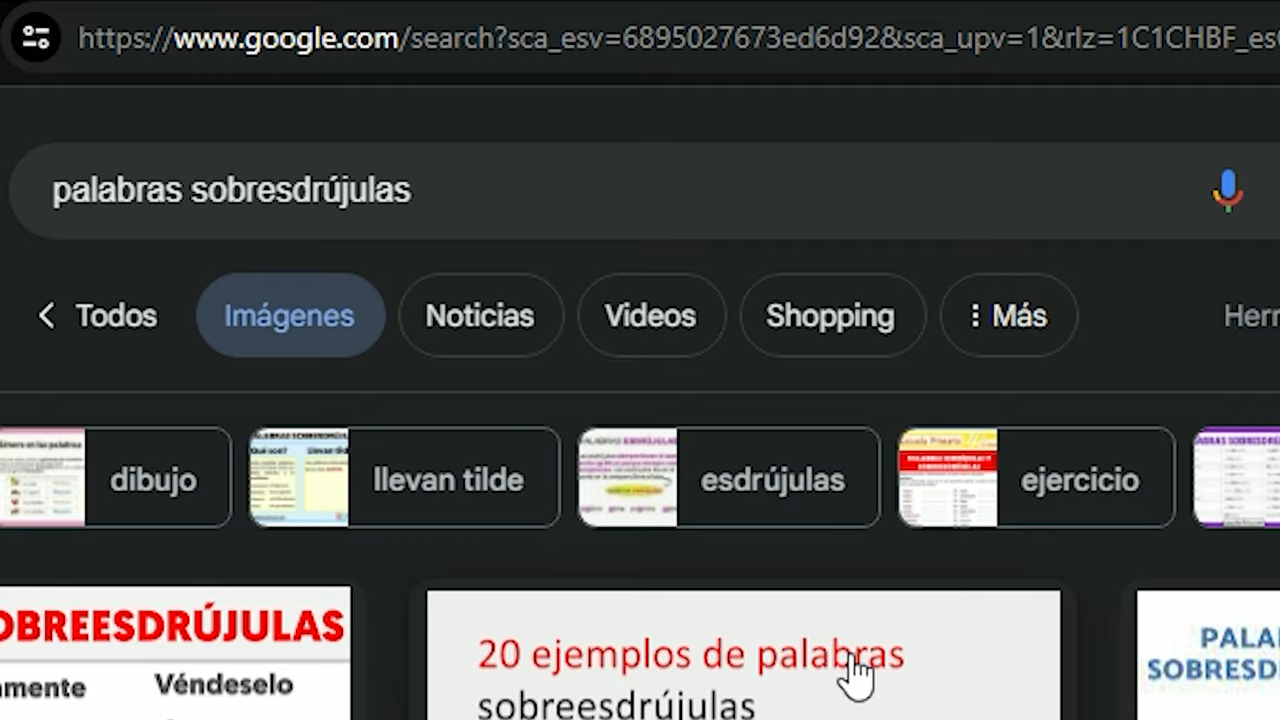 https://www.google.com/search?sca_esv=6895027673ed6d92&sca_upv=1&rlz=1C1CHBF_es
palabras sobresdrújulas
Todos Imágenes Noticias Videos Shopping Más Herr
dibujo llevan tilde esdrújulas ejercicio
OBREESDRÚJULAS
amente Véndeselo
20 ejemplos de palabras
sobreesdrújulas
PALA
SOBRESD